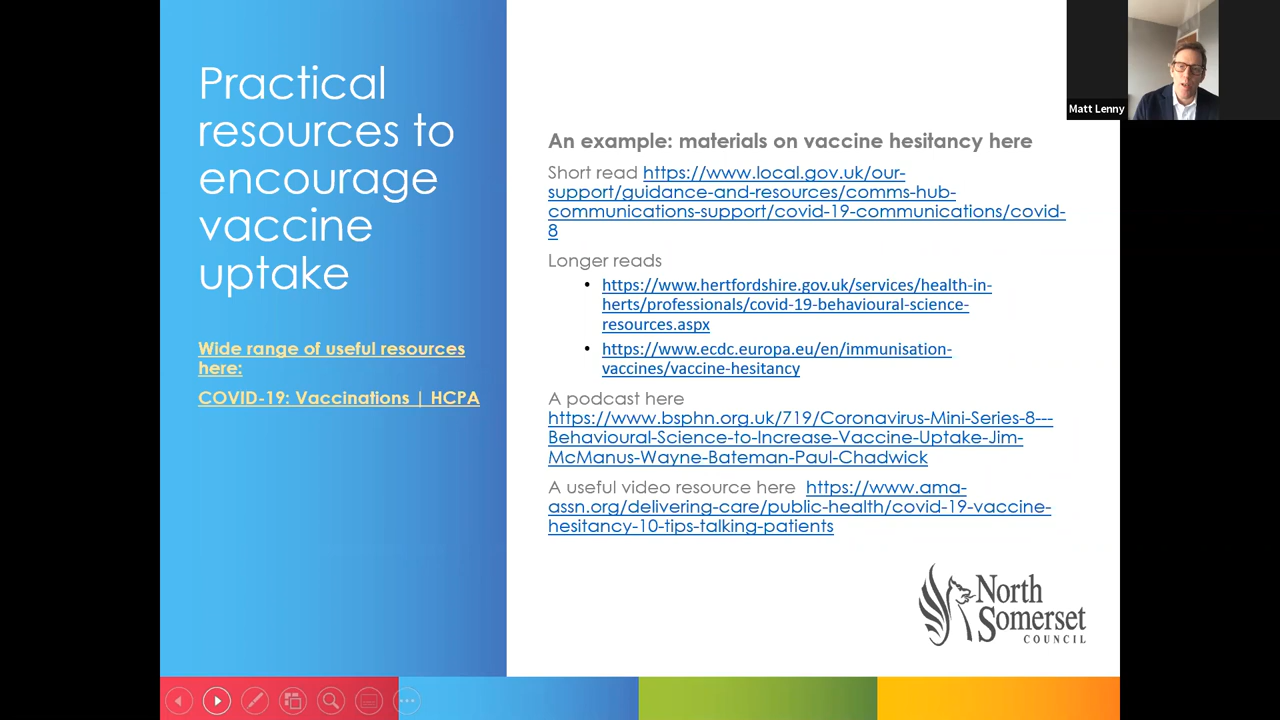 Practical
resources to
encourage
vaccine
uptake
Wide range of useful resources
here:
COVID-19: Vaccinations | HCPA
An example: materials on vaccine hesitancy here
Short read https://www.local.gov.uk/our-
support/guidance-and-resources/comms-hub-
communications-support/covid-19-communications/covid-
8
Longer reads
• https://www.hertfordshire.gov.uk/services/health-in-
herts/professionals/covid-19-behavioural-science-
resources.aspx
• https://www.ecdc.europa.eu/en/immunisation-
vaccines/vaccine-hesitancy
A podcast here
https://www.bsphn.org.uk/719/Coronavirus-Mini-Series-8---
Behavioural-Science-to-Increase-Vaccine-Uptake-Jim-
McManus-Wayne-Bateman-Paul-Chadwick
A useful video resource here https://www.ama-
assn.org/delivering-care/public-health/covid-19-vaccine-
hesitancy-10-tips-talking-patients
North
Somerset
COUNCIL
Matt Lenny